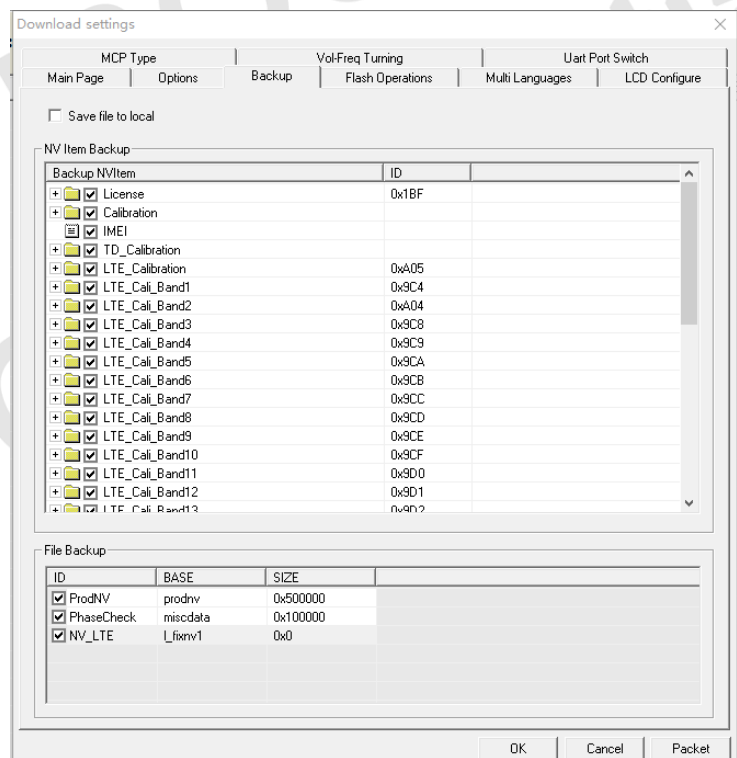 Download settings
MCP Type Vol-Freq Turning Uart Port Switch
Main Page Options Backup Flash Operations Multi Languages LCD Configure
Save file to local
NV Item Backup
Backup NVItem ID
License 0x1BF
Calibration
IMEI
TD_Calibration
LTE_Calibration 0xA05
LTE_Cali_Band1 0x9C4
LTE_Cali_Band2 0xA04
LTE_Cali_Band3 0x9C8
LTE_Cali_Band4 0x9C9
LTE_Cali_Band5 0x9CA
LTE_Cali_Band6 0x9CB
LTE_Cali_Band7 0x9CC
LTE_Cali_Band8 0x9CD
LTE_Cali_Band9 0x9CE
LTE_Cali_Band10 0x9CF
LTE_Cali_Band11 0x9D0
LTE_Cali_Band12 0x9D1
LTE_Cali_Band13 0x9D2
File Backup
ID BASE SIZE
ProdNV prodnv 0x500000
PhaseCheck miscdata 0x100000
NV_LTE l_fixnv1 0x0
OK Cancel Packet